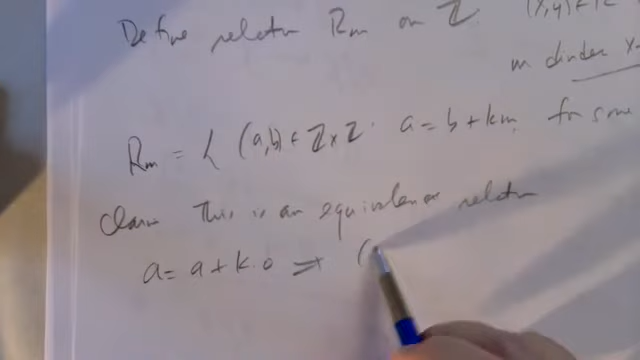 Define relation Rm on ℤ (x,y)∈R
m divides x-
Rm = { (a,b) ∈ ℤ×ℤ : a = b + km, for some
Claim This is an equivalence relation
a = a + k.0 ⇒ (